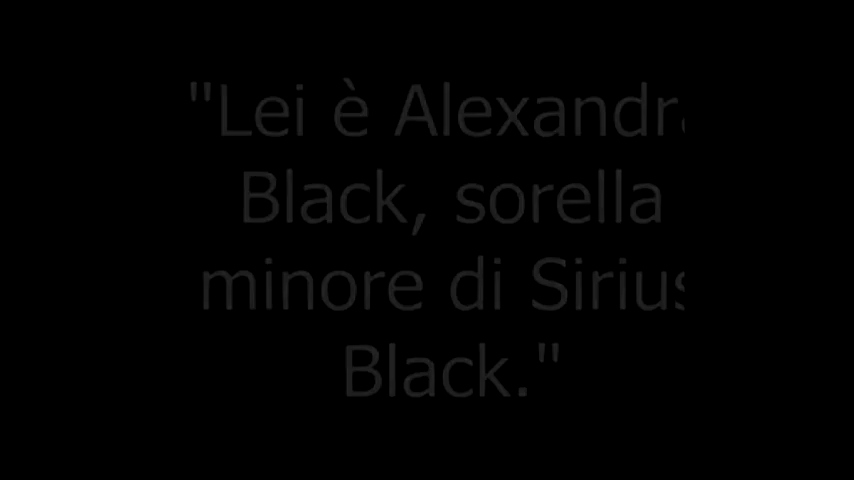 "Lei è Alexandra
Black, sorella
minore di Sirius
Black."